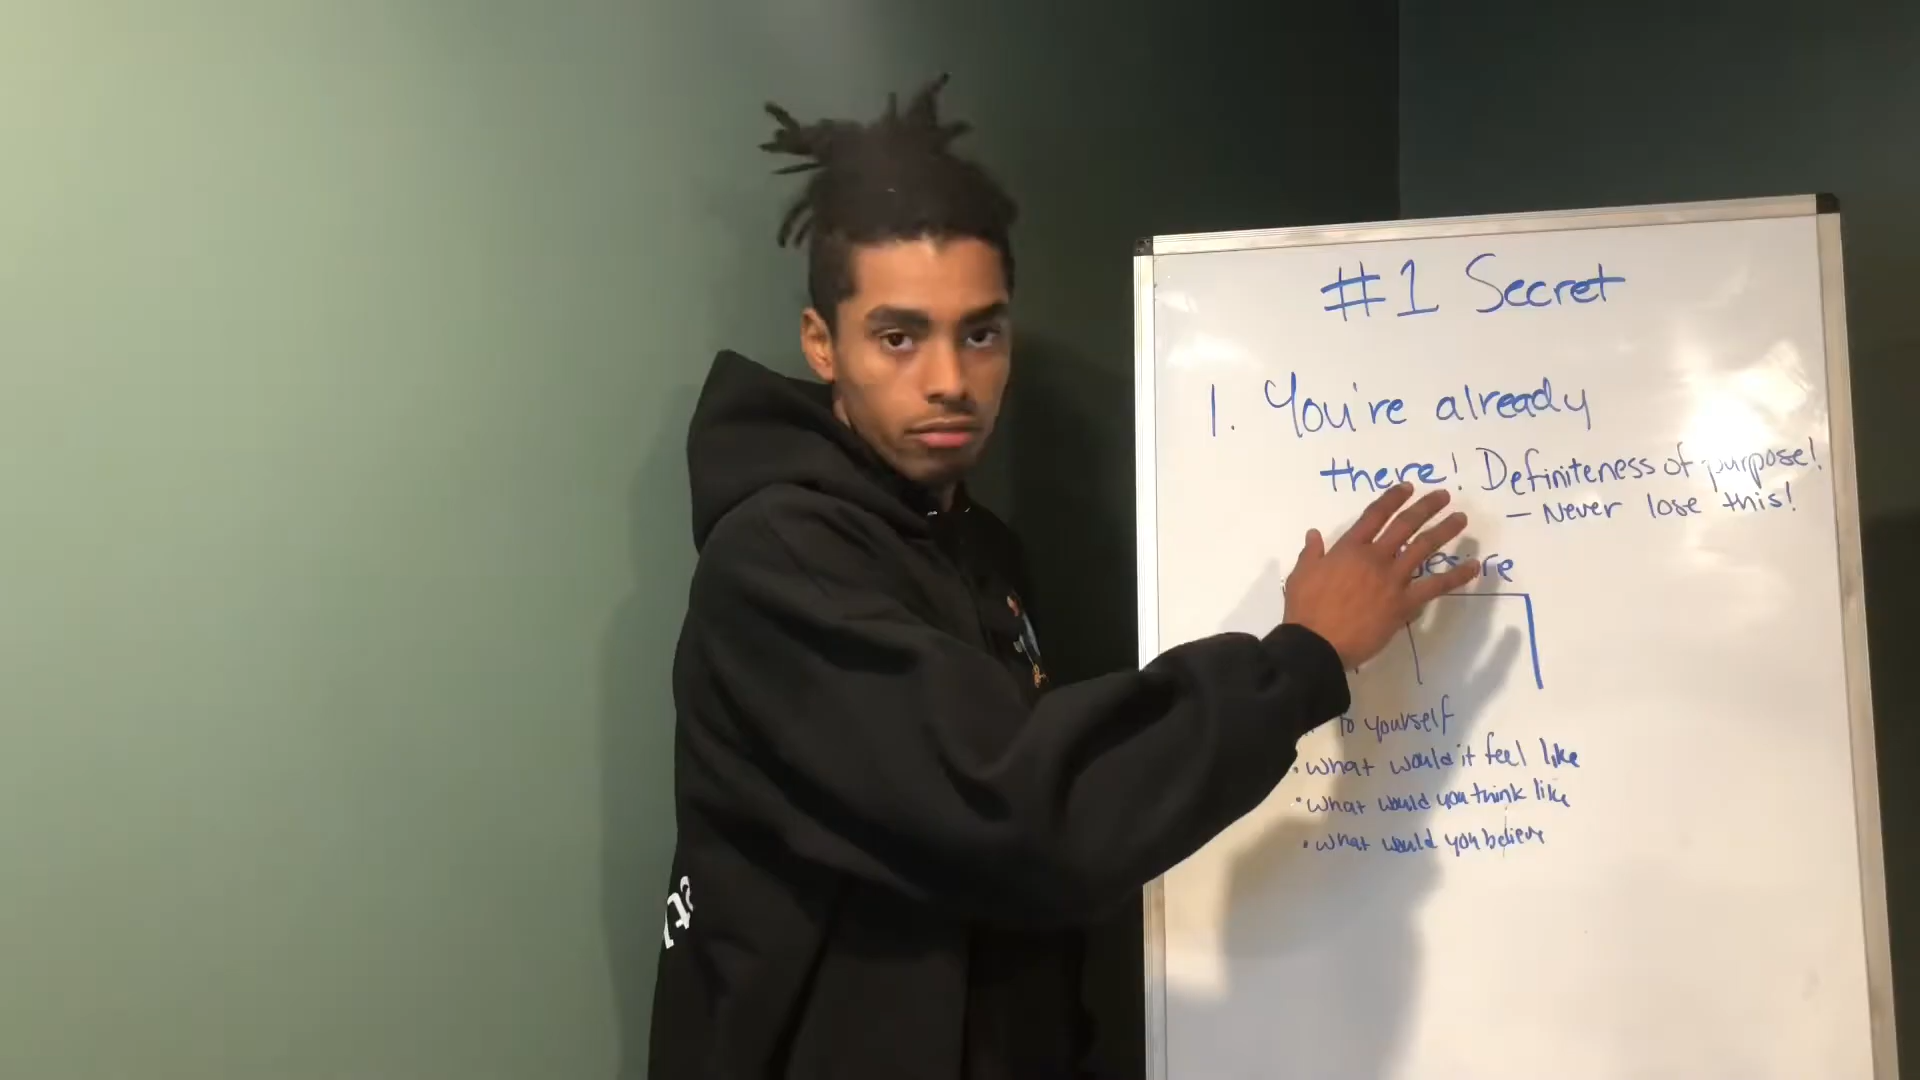 #1 Secret
1. You're already
there! Definiteness of purpose!
— Never lose this!
Desire
to yourself
• What would it feel like
• What would you think like
• What would you believe